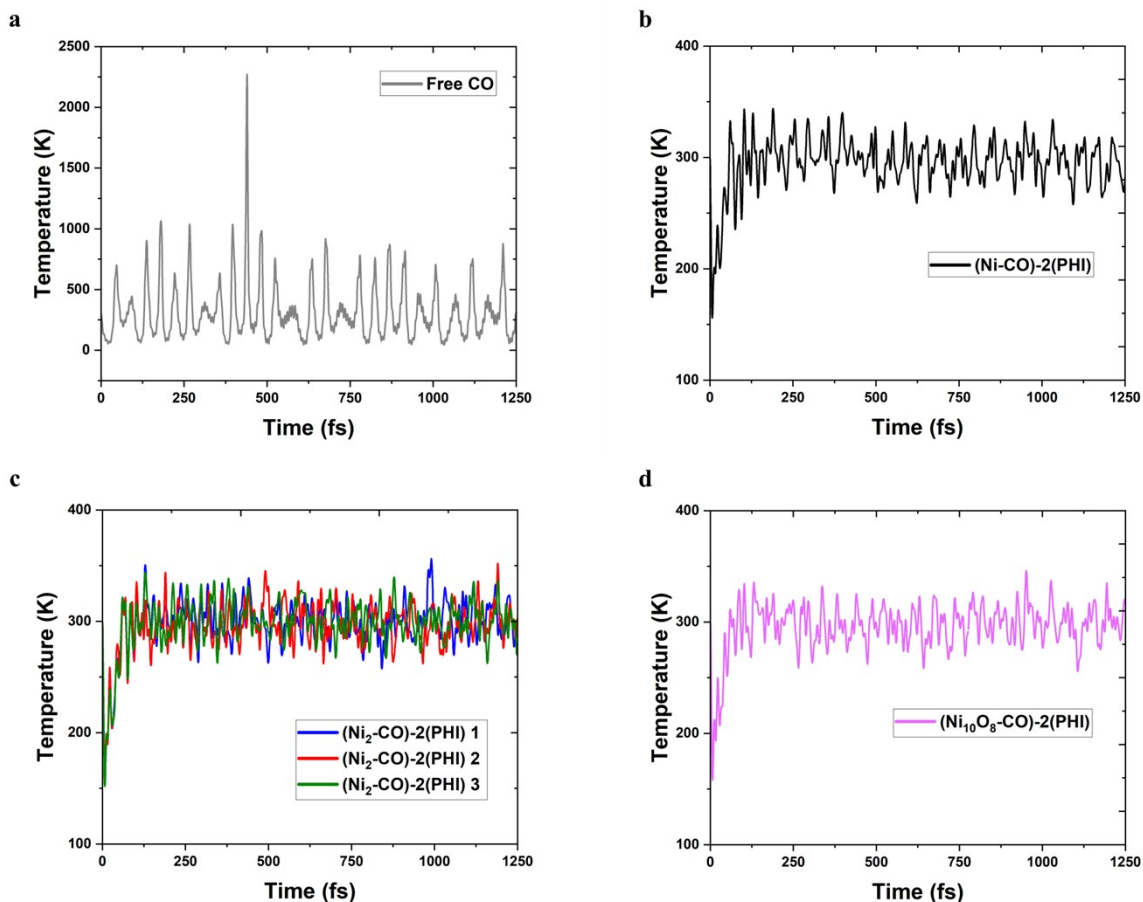 a
2500
2000
1500
1000
500
0
Temperature (K)
Free CO
0 250 500 750 1000 1250
Time (fs)
b
400
300
200
100
Temperature (K)
(Ni-CO)-2(PHI)
0 250 500 750 1000 1250
Time (fs)
c
400
300
200
100
Temperature (K)
(Ni₂-CO)-2(PHI) 1
(Ni₂-CO)-2(PHI) 2
(Ni₂-CO)-2(PHI) 3
0 250 500 750 1000 1250
Time (fs)
d
400
300
200
100
Temperature (K)
(Ni₁₀O₈-CO)-2(PHI)
0 250 500 750 1000 1250
Time (fs)